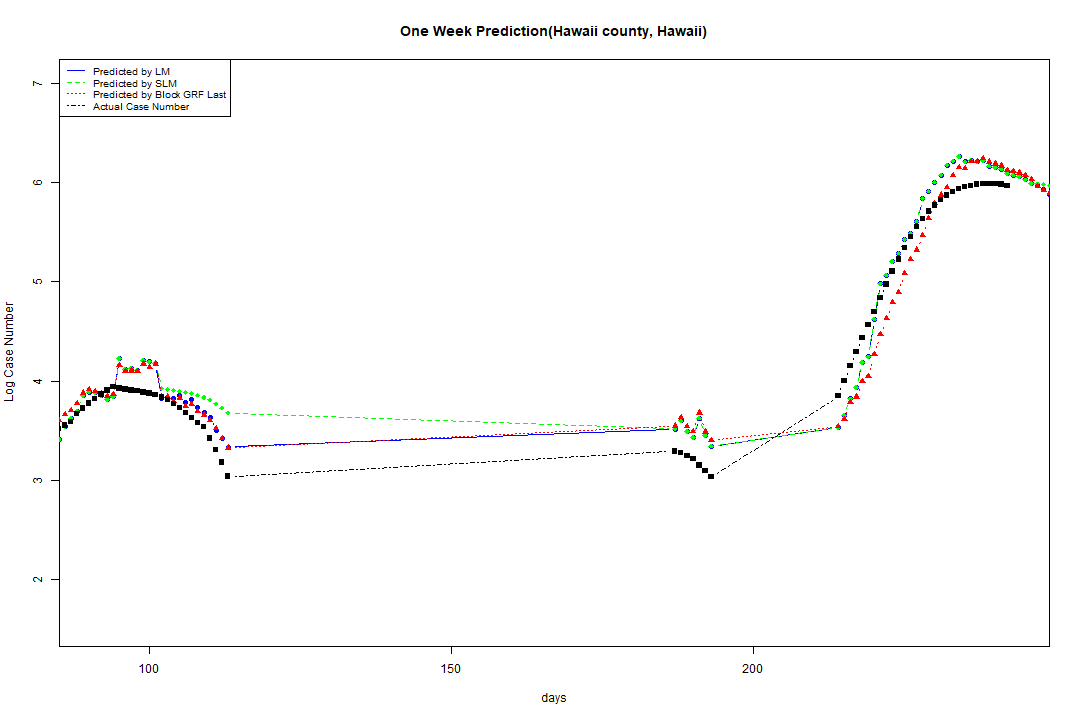 One Week Prediction(Hawaii county, Hawaii)
Predicted by LM
Predicted by SLM
Predicted by Block GRF Last
Actual Case Number
7
6
5
4
3
2
Log Case Number
100
150
200
days